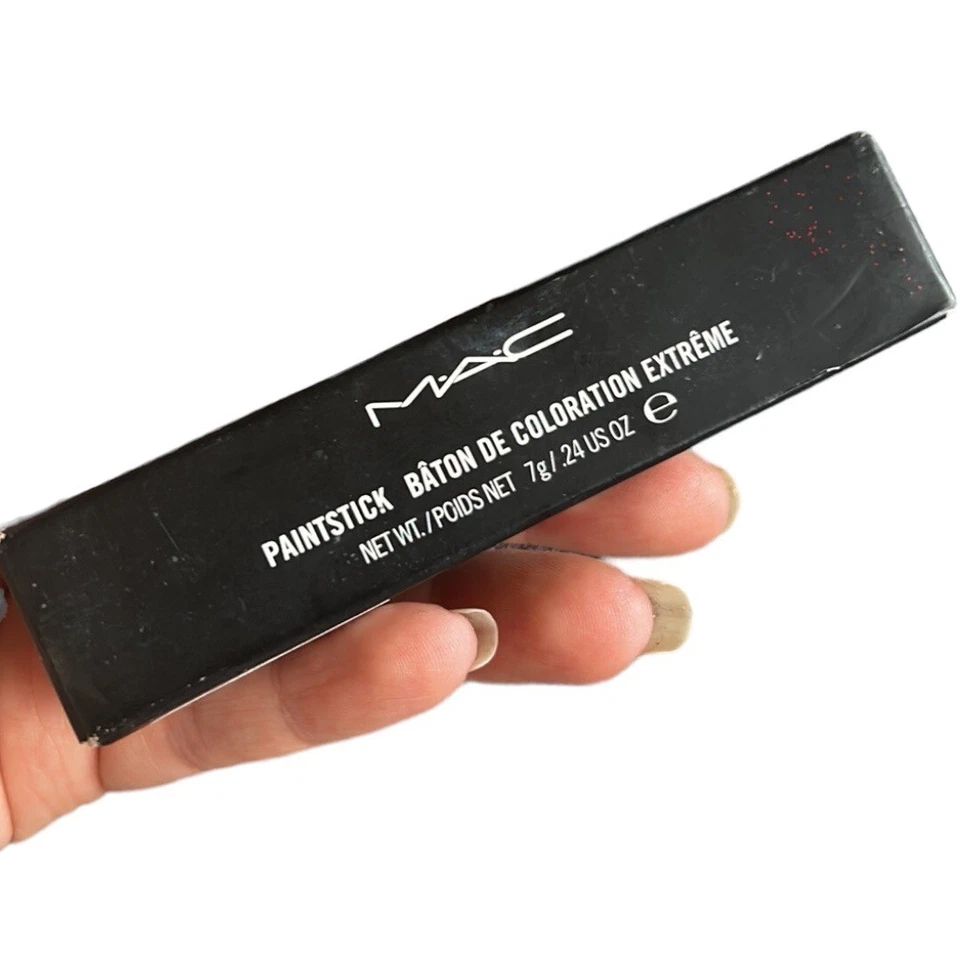 M·A·C
PAINTSTICK BÂTON DE COLORATION EXTRÊME
NET WT./POIDS NET 7g/.24 US OZ ℮